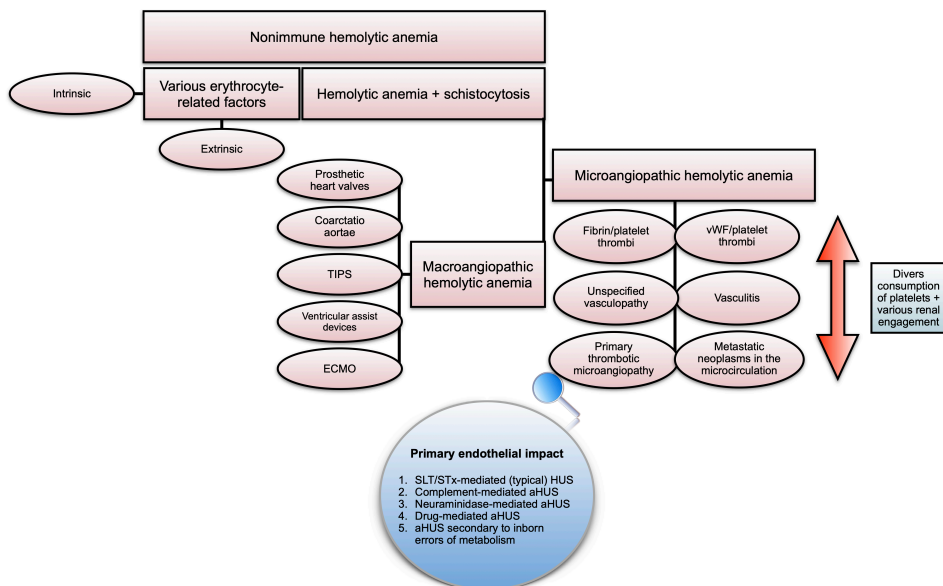 Nonimmune hemolytic anemia
Intrinsic
Various erythrocyte-
related factors
Hemolytic anemia + schistocytosis
Extrinsic
Prosthetic
heart valves
Coarctatio
aortae
TIPS
Ventricular assist
devices
ECMO
Macroangiopathic
hemolytic anemia
Microangiopathic hemolytic anemia
Fibrin/platelet
thrombi
vWF/platelet
thrombi
Unspecified
vasculopathy
Vasculitis
Primary
thrombotic
microangiopathy
Metastatic
neoplasms in the
microcirculation
Divers
consumption
of platelets +
various renal
engagement
Primary endothelial impact
1. SLT/STx-mediated (typical) HUS
2. Complement-mediated aHUS
3. Neuraminidase-mediated aHUS
4. Drug-mediated aHUS
5. aHUS secondary to inborn
errors of metabolism